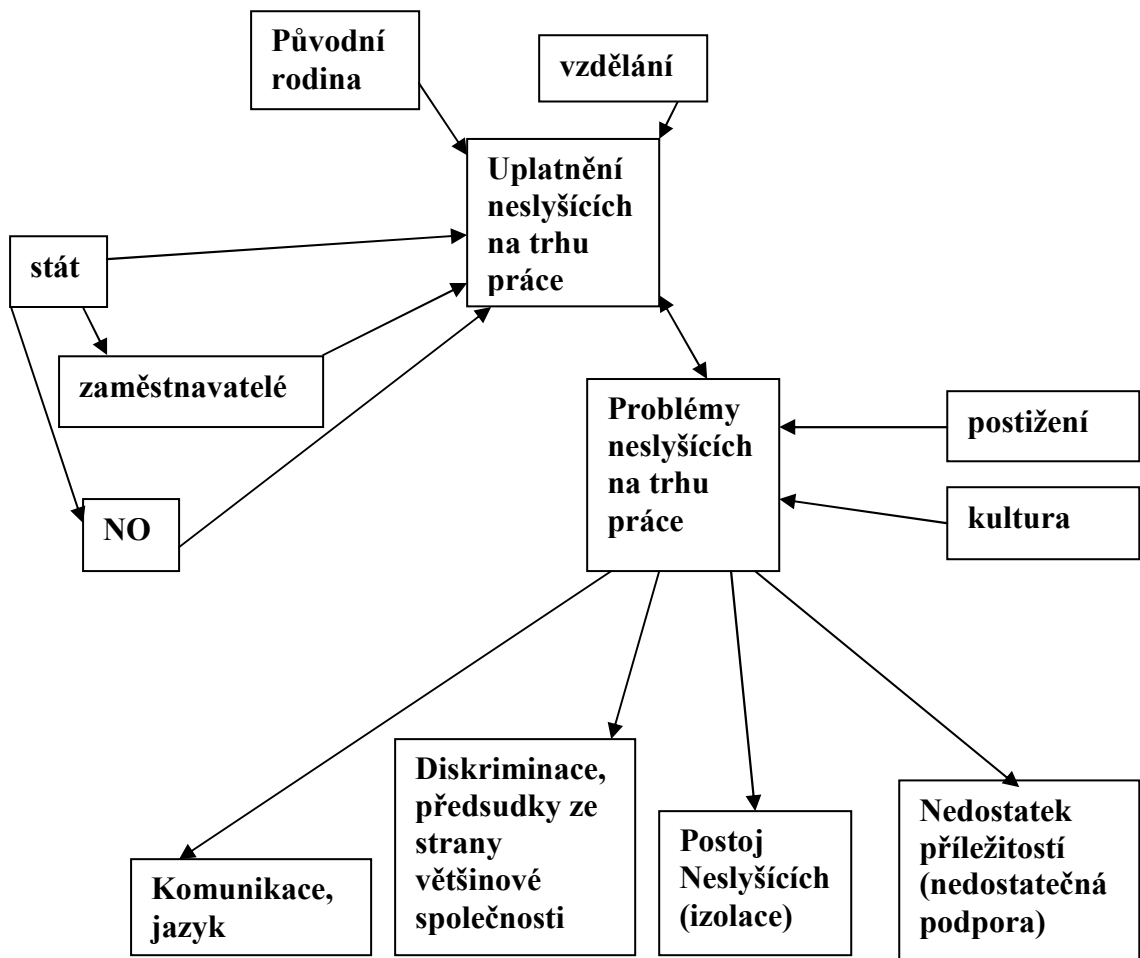 Původní
rodina
vzdělání
Uplatnění
neslyšících
na trhu
práce
stát
zaměstnavatelé
NO
Problémy
neslyšících
na trhu
práce
postižení
kultura
Komunikace,
jazyk
Diskriminace,
předsudky ze
strany
většinové
společnosti
Postoj
Neslyšících
(izolace)
Nedostatek
příležitostí
(nedostatečná
podpora)